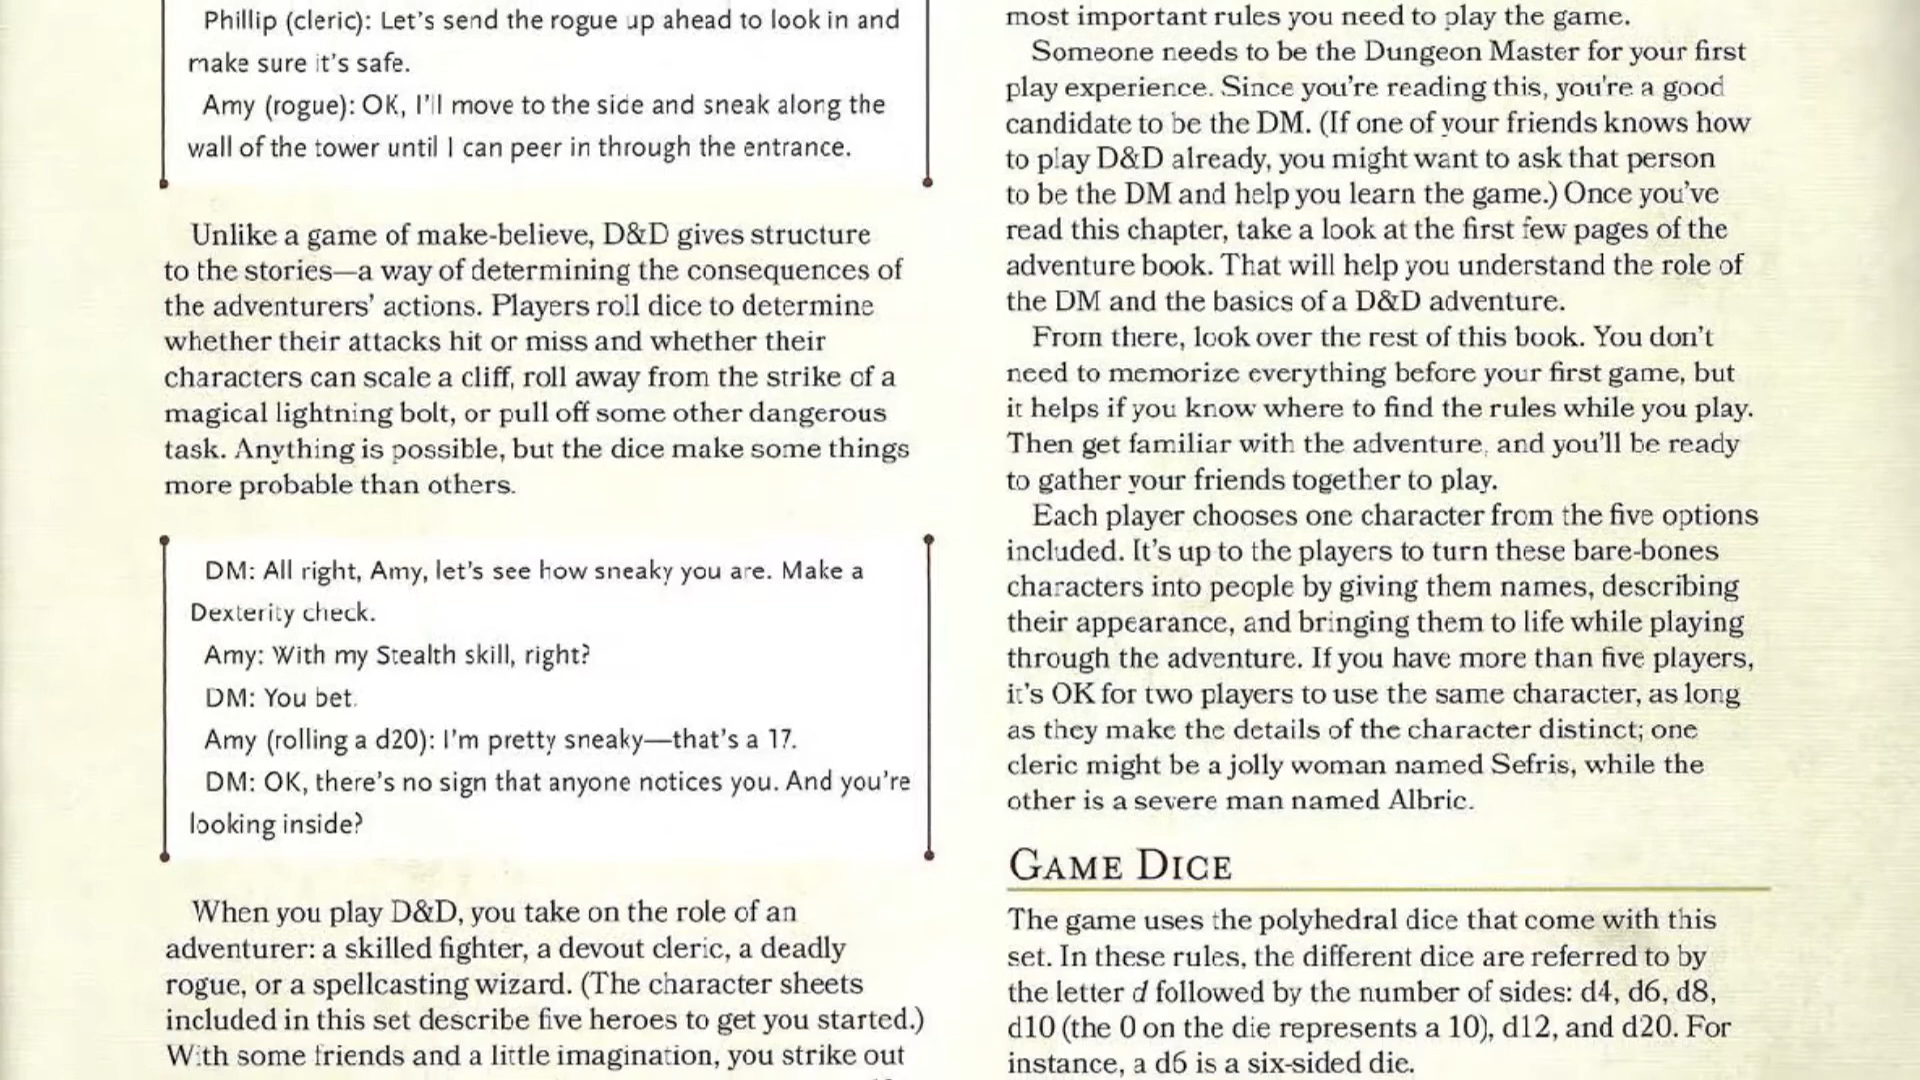 Phillip (cleric): Let's send the rogue up ahead to look in and
make sure it's safe.
Amy (rogue): OK, I'll move to the side and sneak along the
wall of the tower until I can peer in through the entrance.
Unlike a game of make-believe, D&D gives structure
to the stories—a way of determining the consequences of
the adventurers' actions. Players roll dice to determine
whether their attacks hit or miss and whether their
characters can scale a cliff, roll away from the strike of a
magical lightning bolt, or pull off some other dangerous
task. Anything is possible, but the dice make some things
more probable than others.
DM: All right, Amy, let's see how sneaky you are. Make a
Dexterity check.
Amy: With my Stealth skill, right?
DM: You bet.
Amy (rolling a d20): I'm pretty sneaky—that's a 17.
DM: OK, there's no sign that anyone notices you. And you're
looking inside?
When you play D&D, you take on the role of an
adventurer: a skilled fighter, a devout cleric, a deadly
rogue, or a spellcasting wizard. (The character sheets
included in this set describe five heroes to get you started.)
With some friends and a little imagination, you strike out
most important rules you need to play the game.
Someone needs to be the Dungeon Master for your first
play experience. Since you're reading this, you're a good
candidate to be the DM. (If one of your friends knows how
to play D&D already, you might want to ask that person
to be the DM and help you learn the game.) Once you've
read this chapter, take a look at the first few pages of the
adventure book. That will help you understand the role of
the DM and the basics of a D&D adventure.
From there, look over the rest of this book. You don't
need to memorize everything before your first game, but
it helps if you know where to find the rules while you play.
Then get familiar with the adventure, and you'll be ready
to gather your friends together to play.
Each player chooses one character from the five options
included. It's up to the players to turn these bare-bones
characters into people by giving them names, describing
their appearance, and bringing them to life while playing
through the adventure. If you have more than five players,
it's OK for two players to use the same character, as long
as they make the details of the character distinct; one
cleric might be a jolly woman named Sefris, while the
other is a severe man named Albric.
GAME DICE
The game uses the polyhedral dice that come with this
set. In these rules, the different dice are referred to by
the letter d followed by the number of sides: d4, d6, d8,
d10 (the 0 on the die represents a 10), d12, and d20. For
instance, a d6 is a six-sided die.